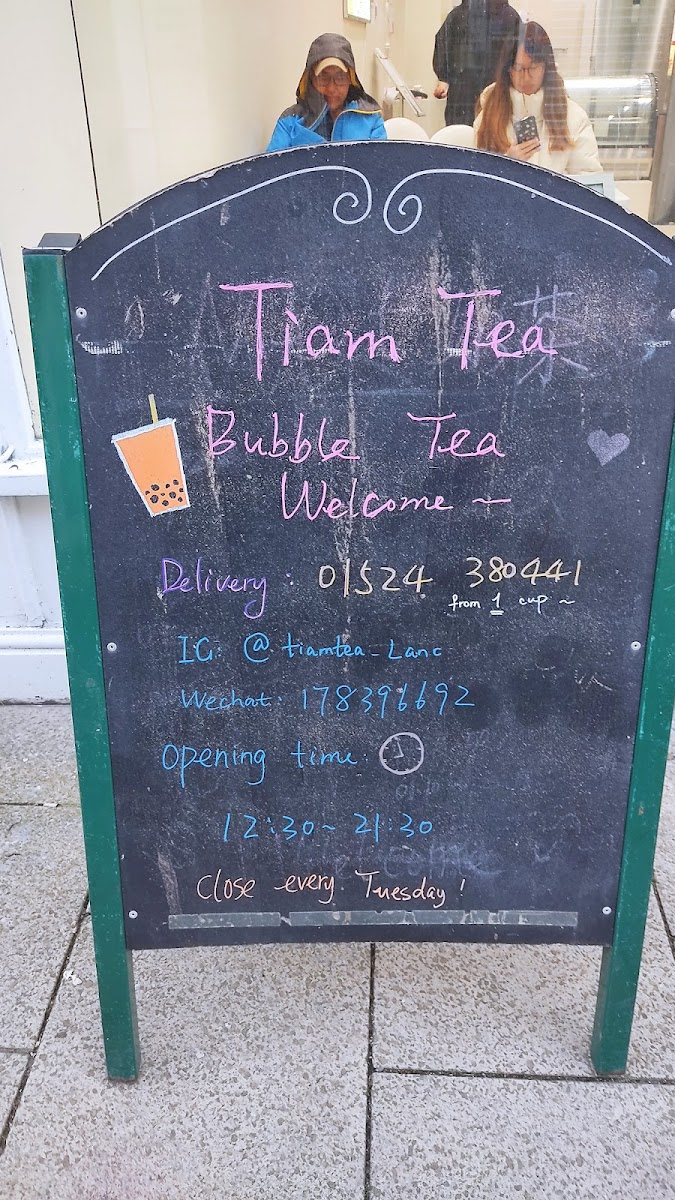 Tiam Tea
Bubble Tea
Welcome ~
Delivery 01524 380441
from 1 cup ~
IG: @tiamtea_Lanc
Wechat: 178396692
Opening time:
12:30~ 21:30
Close every Tuesday!